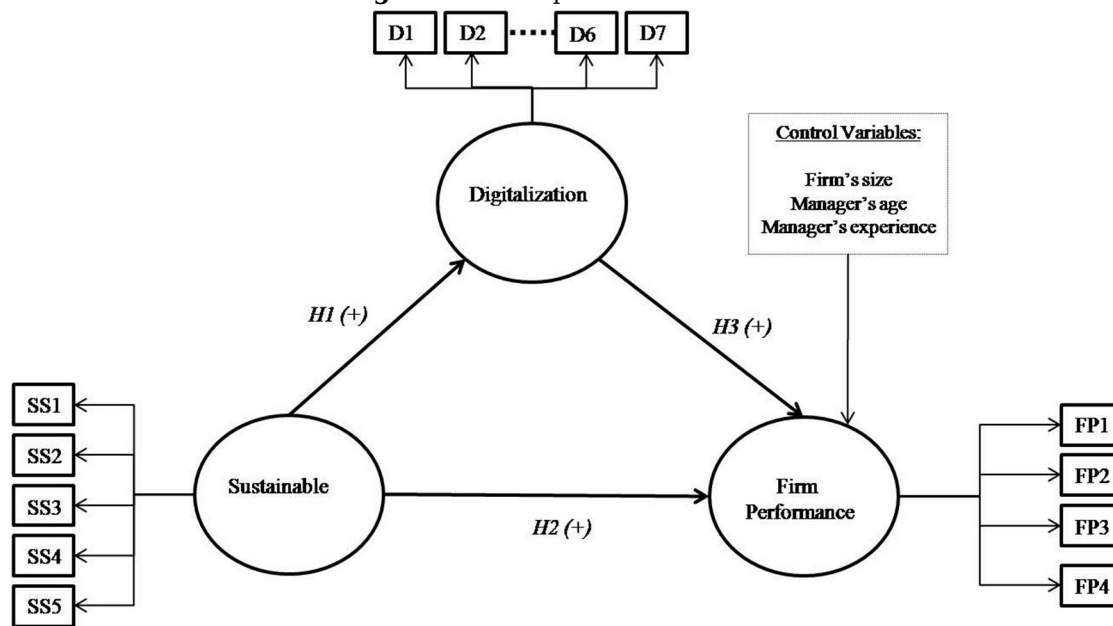 D1 D2 D6 D7
Control Variables:
Firm's size
Manager's age
Manager's experience
Digitalization
H1 (+)
H3 (+)
SS1
SS2
SS3
SS4
SS5
Sustainable
H2 (+)
Firm
Performance
FP1
FP2
FP3
FP4